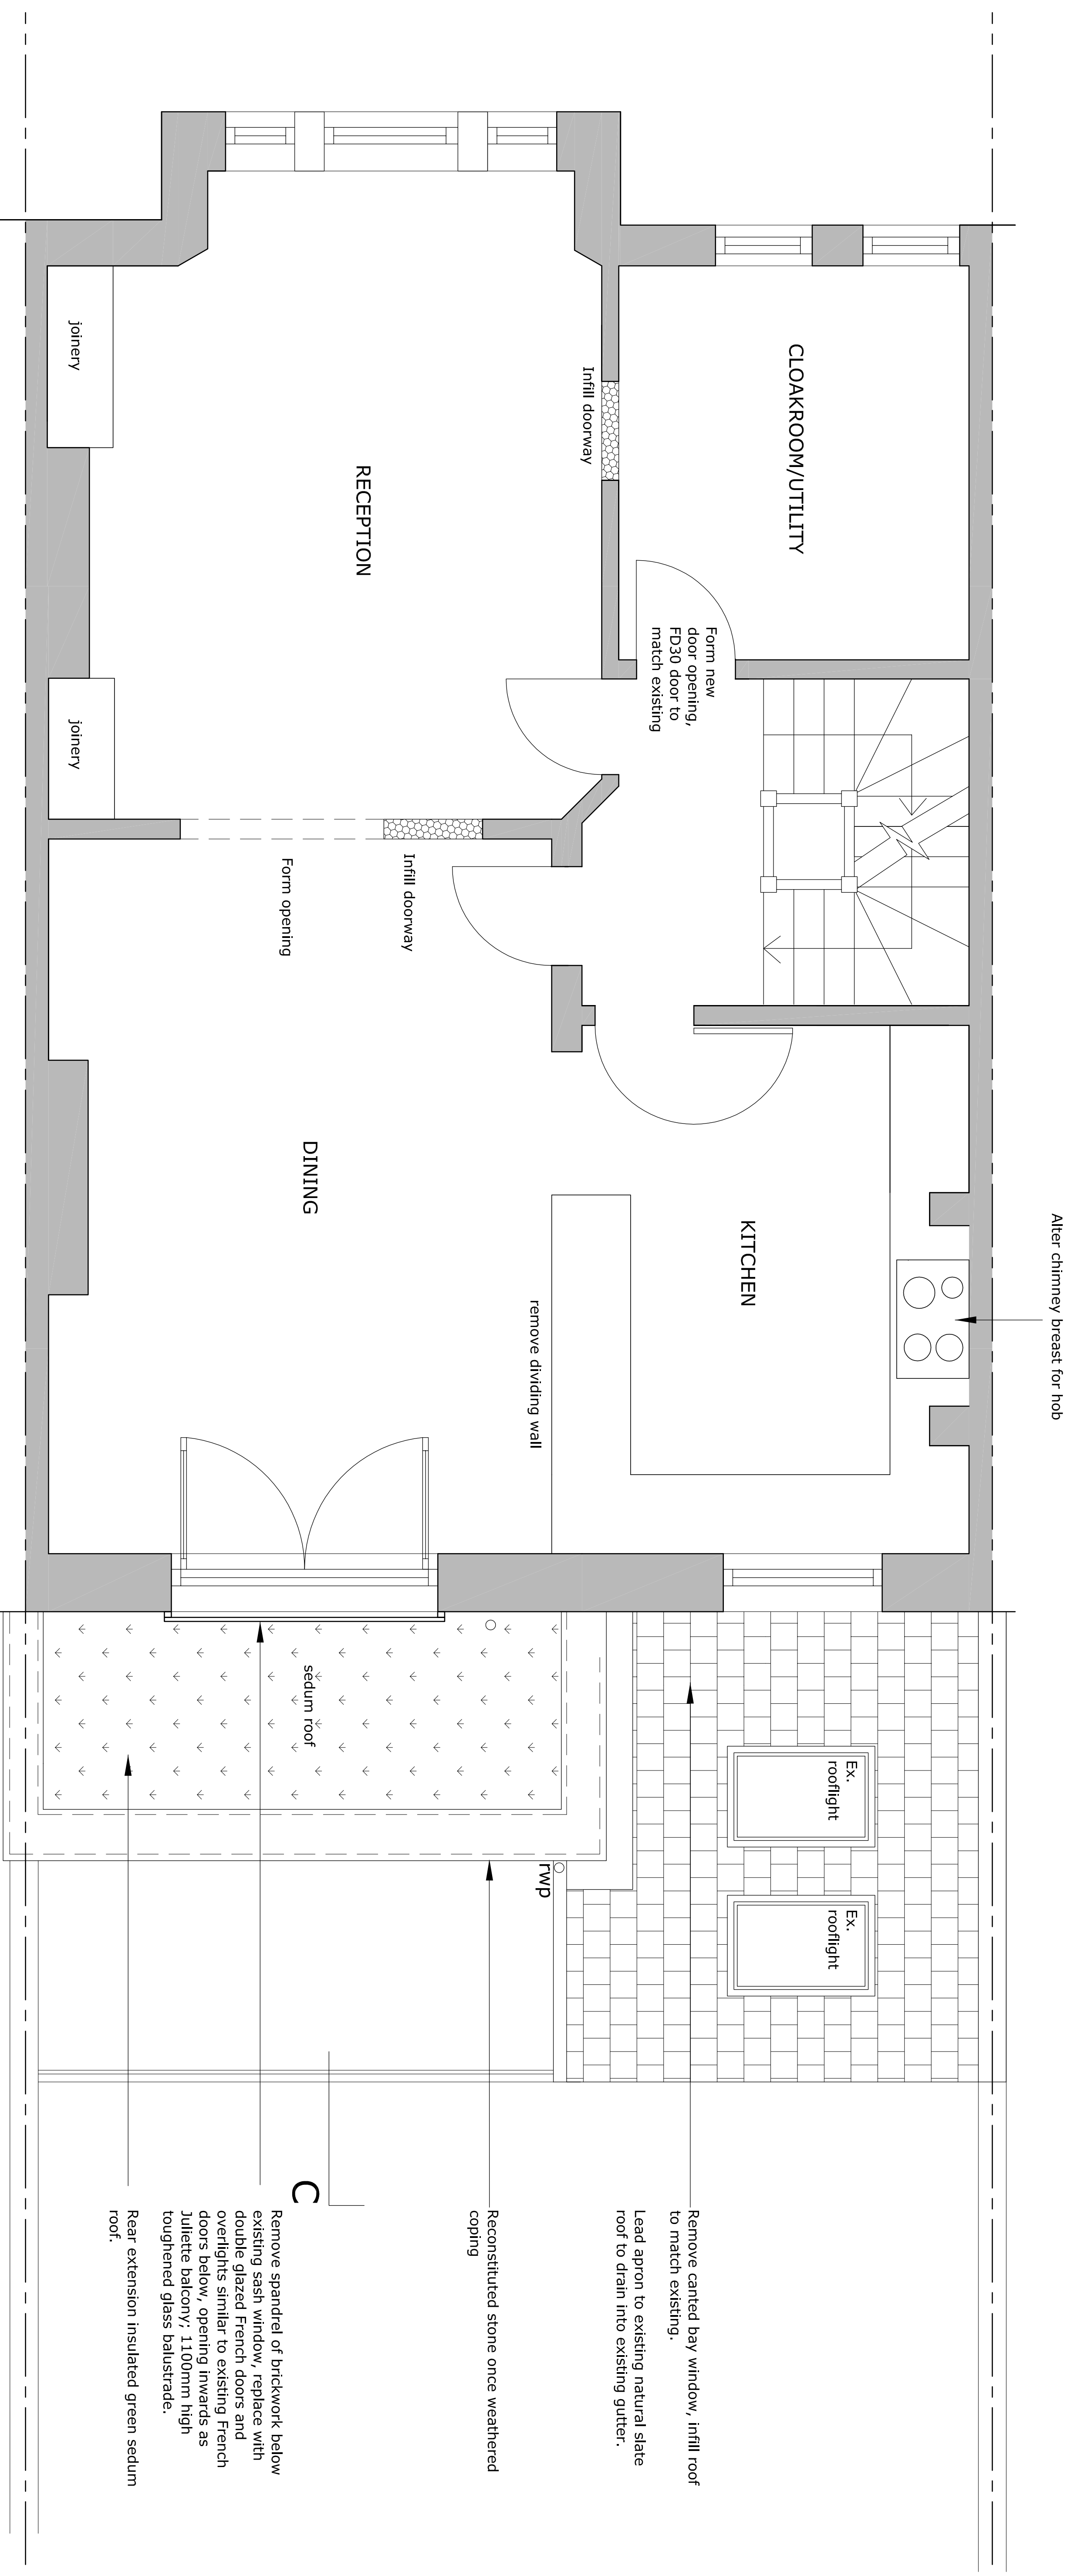 Alter chimney breast for hob
CLOAKROOM/UTILITY
Infill doorway
Form new
door opening,
FD30 door to
match existing
RECEPTION
joinery
joinery
Infill doorway
Form opening
DINING
KITCHEN
remove dividing wall
sedum roof
Ex.
rooflight
Ex.
rooflight
rwp
C
Remove canted bay window, infill roof
to match existing.
Lead apron to existing natural slate
roof to drain into existing gutter.
Reconstituted stone once weathered
coping
Remove spandrel of brickwork below
existing sash window, replace with
double glazed French doors and
overlights similar to existing French
doors below, opening inwards as
Juliette balcony; 1100mm high
toughened glass balustrade.
Rear extension insulated green sedum
roof.